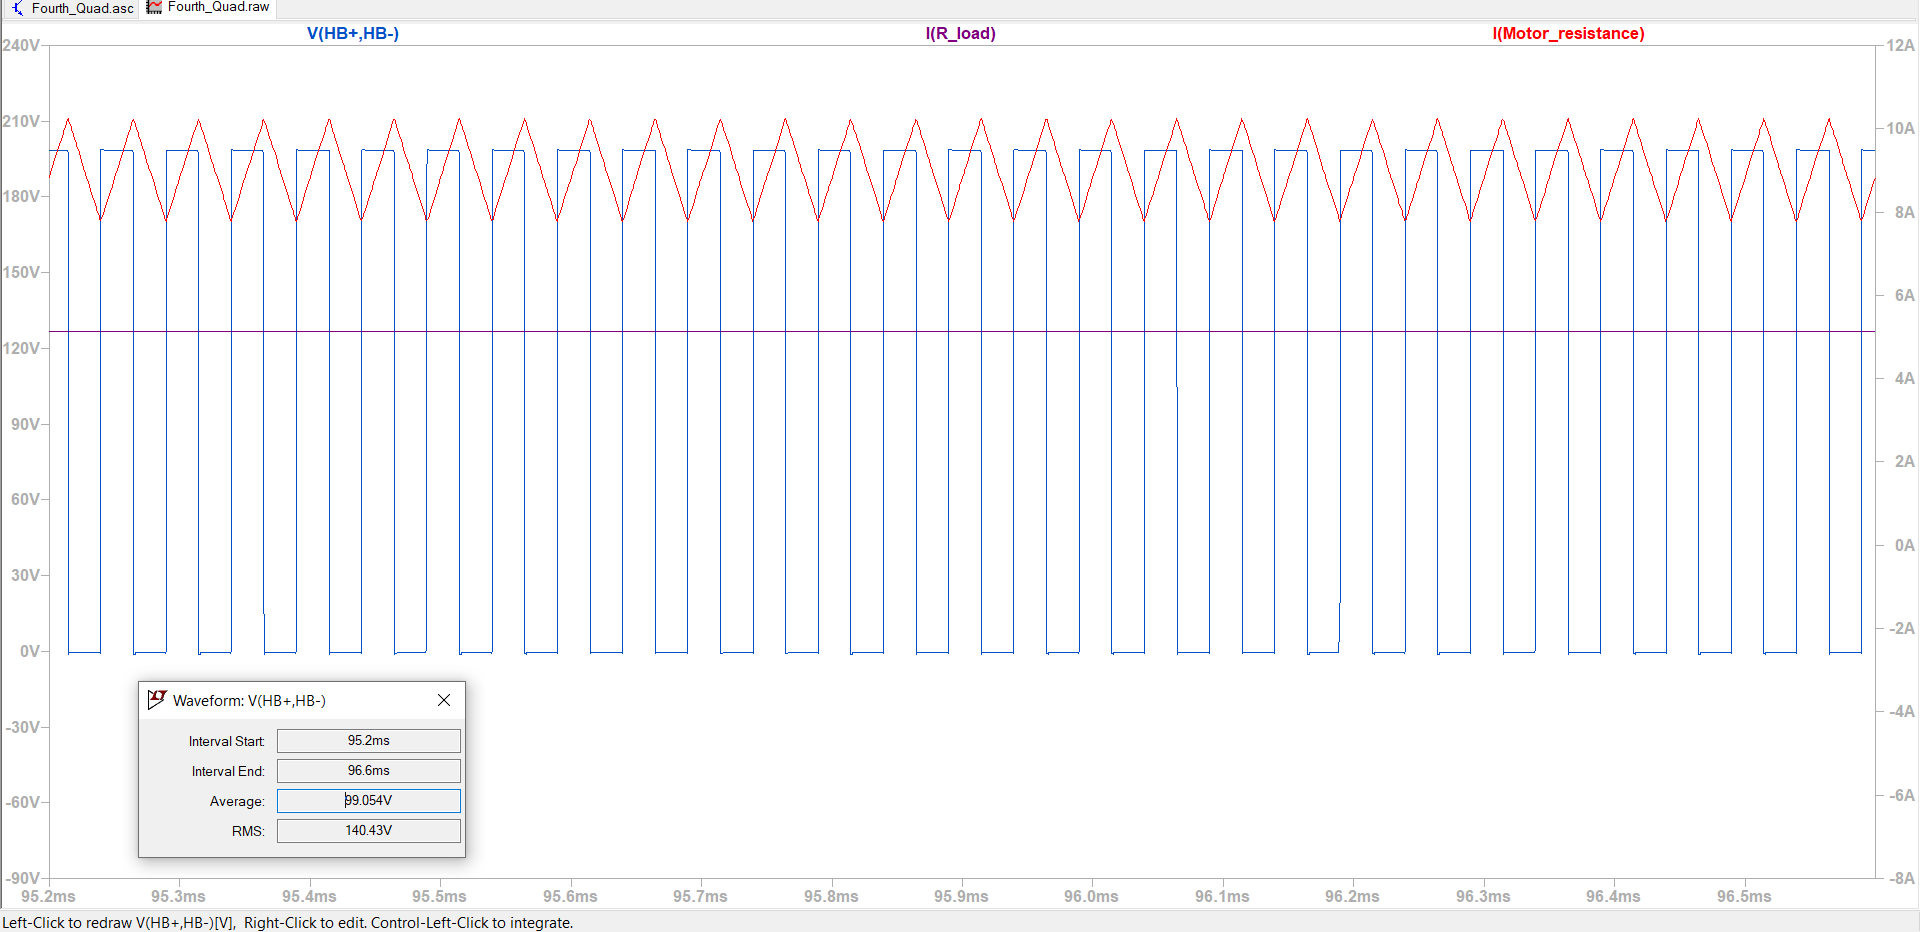 Fourth_Quad.asc Fourth_Quad.raw
V(HB+,HB-) I(R_load) I(Motor_resistance)
240V 12A
210V 10A
180V 8A
150V 6A
120V 4A
90V 2A
60V 0A
30V -2A
0V -4A
-30V -6A
-60V -8A
-90V
95.2ms 95.3ms 95.4ms 95.5ms 95.6ms 95.7ms 95.8ms 95.9ms 96.0ms 96.1ms 96.2ms 96.3ms 96.4ms 96.5ms
Waveform: V(HB+,HB-)
Interval Start: 95.2ms
Interval End: 96.6ms
Average: 99.054V
RMS: 140.43V
Left-Click to redraw V(HB+,HB-)[V], Right-Click to edit. Control-Left-Click to integrate.